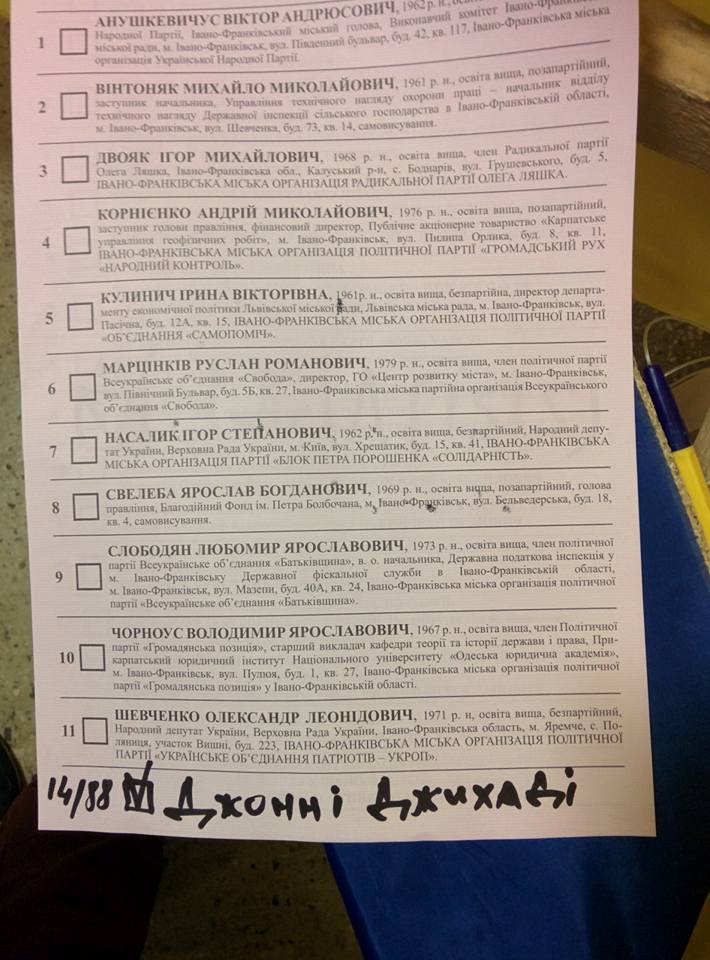 1 АНУШКЕВИЧУС ВІКТОР АНДРЮСОВИЧ, 1962 р. н.,
Народної Партії, Івано-Франківський міський голова, Виконавчий комітет Івано-Франківської
міської ради, м. Івано-Франківськ, вул. Південний бульвар, буд. 42, кв. 117, Івано-Франківська міська
організація Української Народної Партії.
2 ВІНТОНЯК МИХАЙЛО МИКОЛАЙОВИЧ, 1961 р. н., освіта вища, позапартійний,
заступник начальника, Управління технічного нагляду охорони праці – начальник відділу
технічного нагляду Державної інспекції сільського господарства в Івано-Франківській області,
м. Івано-Франківськ, вул. Шевченка, буд. 73, кв. 14, самовисування.
3 ДВОЯК ІГОР МИХАЙЛОВИЧ, 1968 р. н., освіта вища, член Радикальної партії
Олега Ляшка, Івано-Франківська обл., Калуський р-н, с. Боднарів, вул. Грушевського, буд. 5,
ІВАНО-ФРАНКІВСЬКА МІСЬКА ОРГАНІЗАЦІЯ РАДИКАЛЬНОЇ ПАРТІЇ ОЛЕГА ЛЯШКА.
4 КОРНІЄНКО АНДРІЙ МИКОЛАЙОВИЧ, 1976 р. н., освіта вища, позапартійний,
заступник голови правління, фінансовий директор, Публічне акціонерне товариство «Карпатське
управління геофізичних робіт», м. Івано-Франківськ, вул. Пилипа Орлика, буд. 8, кв. 11,
ІВАНО-ФРАНКІВСЬКА МІСЬКА ОРГАНІЗАЦІЯ ПОЛІТИЧНОЇ ПАРТІЇ «ГРОМАДСЬКИЙ РУХ
«НАРОДНИЙ КОНТРОЛЬ».
5 КУЛИНИЧ ІРИНА ВІКТОРІВНА, 1961р. н., освіта вища, безпартійна, директор департа-
менту економічної політики Львівської міської ради, Львівська міська рада, м. Івано-Франківськ, вул.
Пасічна, буд. 12А, кв. 15, ІВАНО-ФРАНКІВСЬКА МІСЬКА ОРГАНІЗАЦІЯ ПОЛІТИЧНОЇ ПАРТІЇ
«ОБ'ЄДНАННЯ «САМОПОМІЧ».
6 МАРЦІНКІВ РУСЛАН РОМАНОВИЧ, 1979 р. н., освіта вища, член політичної партії
Всеукраїнське об'єднання «Свобода», директор, ГО «Центр розвитку міста», м. Івано-Франківськ,
вул. Північний Бульвар, буд. 5Б, кв. 27, Івано-Франківська міська партійна організація Всеукраїнського
об'єднання «Свобода».
7 НАСАЛИК ІГОР СТЕПАНОВИЧ, 1962 р. н., освіта вища, безпартійний, Народний депу-
тат України, Верховна Рада України, м. Київ, вул. Хрещатик, буд. 15, кв. 41, ІВАНО-ФРАНКІВСЬКА
МІСЬКА ОРГАНІЗАЦІЯ ПАРТІЇ «БЛОК ПЕТРА ПОРОШЕНКА «СОЛІДАРНІСТЬ».
8 СВЕЛЕБА ЯРОСЛАВ БОГДАНОВИЧ, 1969 р. н., освіта вища, позапартійний, голова
правління, Благодійний Фонд ім. Петра Болбочана, м. Івано-Франківськ, вул. Бельведерська, буд. 18,
кв. 4, самовисування.
9 СЛОБОДЯН ЛЮБОМИР ЯРОСЛАВОВИЧ, 1973 р. н., освіта вища, член політичної
партії Всеукраїнське об'єднання «Батьківщина», в. о. начальника, Державна податкова інспекція у
м. Івано-Франківську Державної фіскальної служби в Івано-Франківській області,
м. Івано-Франківськ, вул. Мазепи, буд. 40А, кв. 24, Івано-Франківська міська організація політичної
партії «Всеукраїнське об'єднання «Батьківщина».
10 ЧОРНОУС ВОЛОДИМИР ЯРОСЛАВОВИЧ, 1967 р. н., освіта вища, член Політичної
партії «Громадянська позиція», старший викладач кафедри теорії та історії держави і права, При-
карпатський юридичний інститут Національного університету «Одеська юридична академія»,
м. Івано-Франківськ, вул. Пулюя, буд. 1, кв. 27, Івано-Франківська міська організація політичної
партії «Громадянська позиція» у Івано-Франківській області.
11 ШЕВЧЕНКО ОЛЕКСАНДР ЛЕОНІДОВИЧ, 1971 р. н, освіта вища, безпартійний,
Народний депутат України, Верховна Рада України, Івано-Франківська область, м. Яремче, с. По-
ляниця, участок Вишні, буд. 223, ІВАНО-ФРАНКІВСЬКА МІСЬКА ОРГАНІЗАЦІЯ ПОЛІТИЧНОЇ
ПАРТІЇ «УКРАЇНСЬКЕ ОБ'ЄДНАННЯ ПАТРІОТІВ – УКРОП».
14/88 Джонні Джихаді